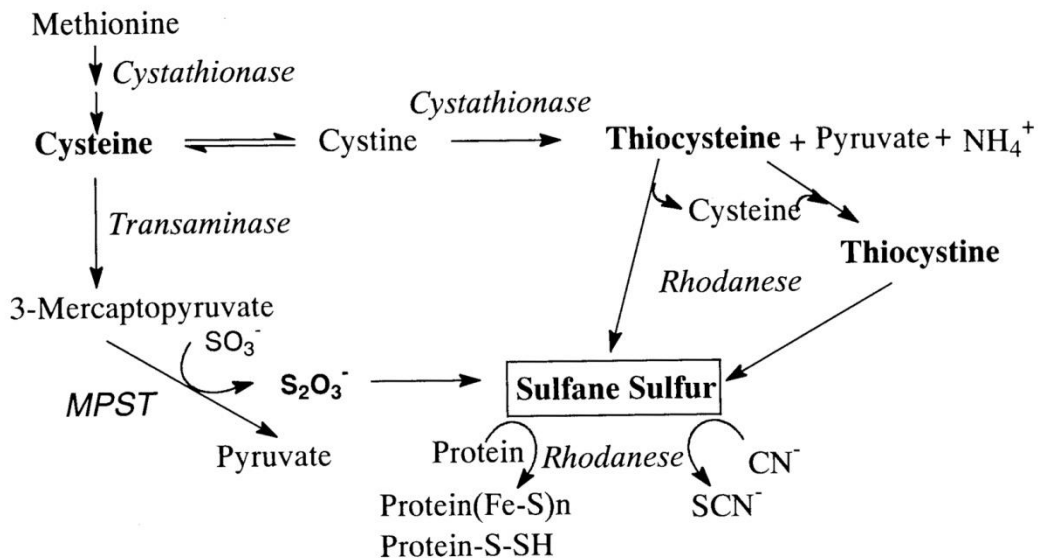 Methionine
Cystathionase
Cystathionase
Cysteine
Cystine
Thiocysteine + Pyruvate + NH₄⁺
Cysteine
Transaminase
Thiocystine
Rhodanese
3-Mercaptopyruvate
SO₃⁻
S₂O₃⁻
Sulfane Sulfur
MPST
Pyruvate
Protein
Rhodanese
CN⁻
Protein(Fe-S)n
SCN⁻
Protein-S-SH